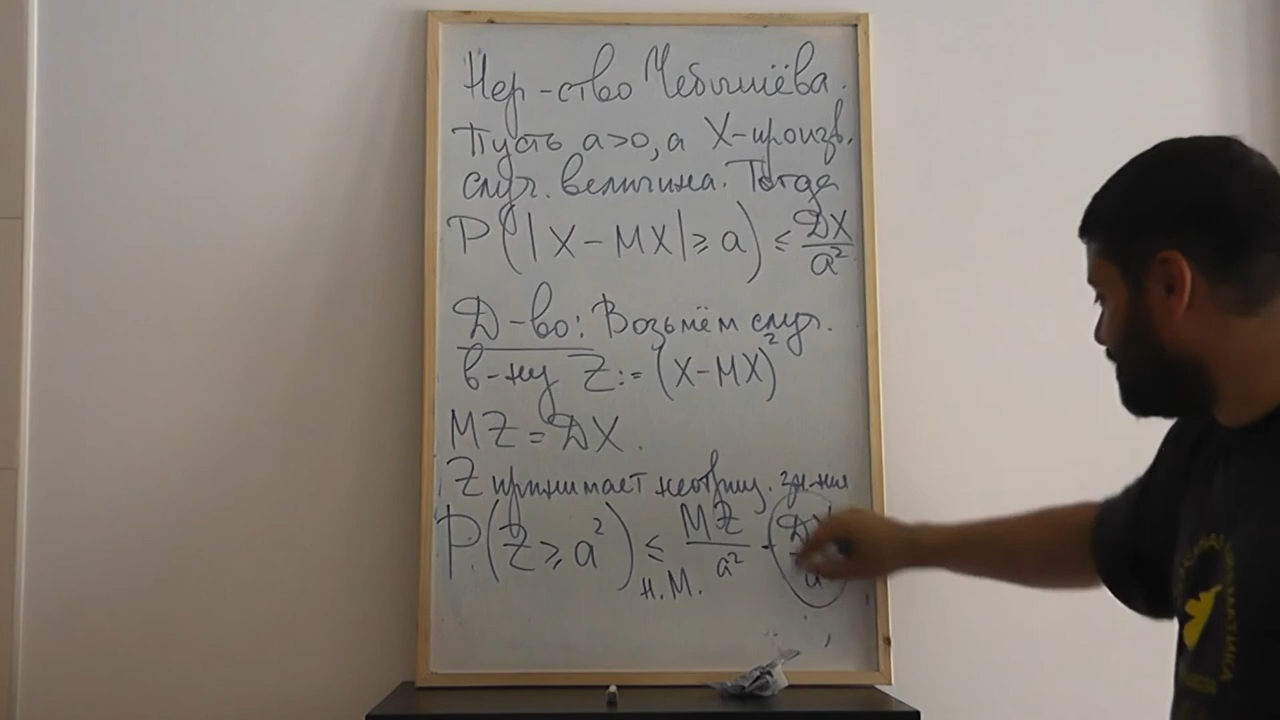 Нер-ство Чебышёва.
Пусть a>0, а X-произв.
случ. величина. Тогда
P(|X-MX|≥a) ≤ DX/a²
Д-во: Возьмём случ.
в-ну Z:=(X-MX)²
MZ=DX.
Z принимает неотриц. зн-ния
P(Z≥a²) ≤ MZ/a²
Н.М.